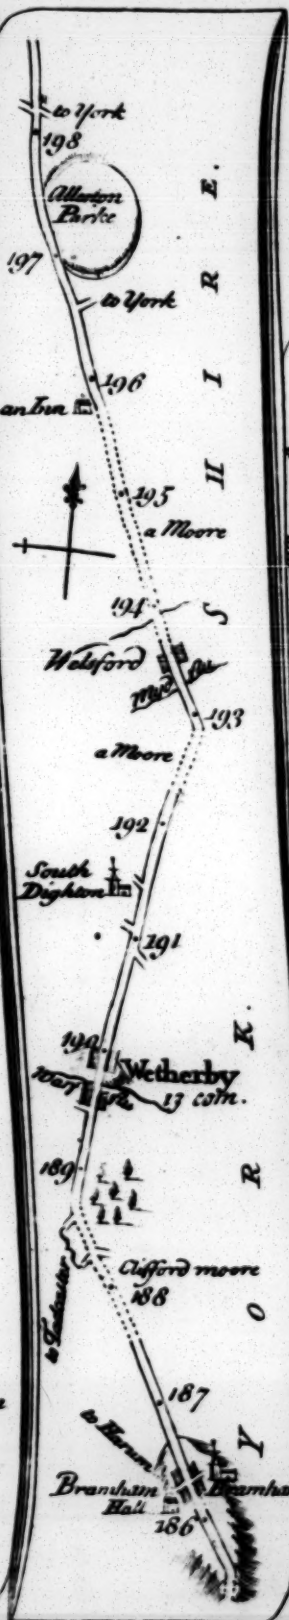 to York
198
Allerton
Parke
197
to York
196
an Inn
195
a Moore
194
Welsford
193
a Moore
192
South
Dighton
191
190
Wetherby
13 com.
189
Clifford moore
188
to Tadcaster
187
to Harum
Bramham
Hall
Bramha
186
YORKSHIRE.